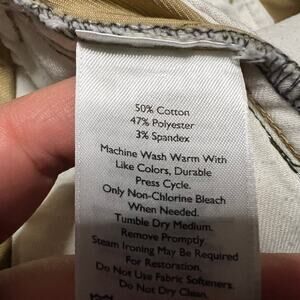 50% Cotton
47% Polyester
3% Spandex
Machine Wash Warm With
Like Colors, Durable
Press Cycle.
Only Non-Chlorine Bleach
When Needed.
Tumble Dry Medium.
Remove Promptly.
Steam Ironing May Be Required
For Restoration.
Do Not Use Fabric Softeners.
Do Not Dry Clean.